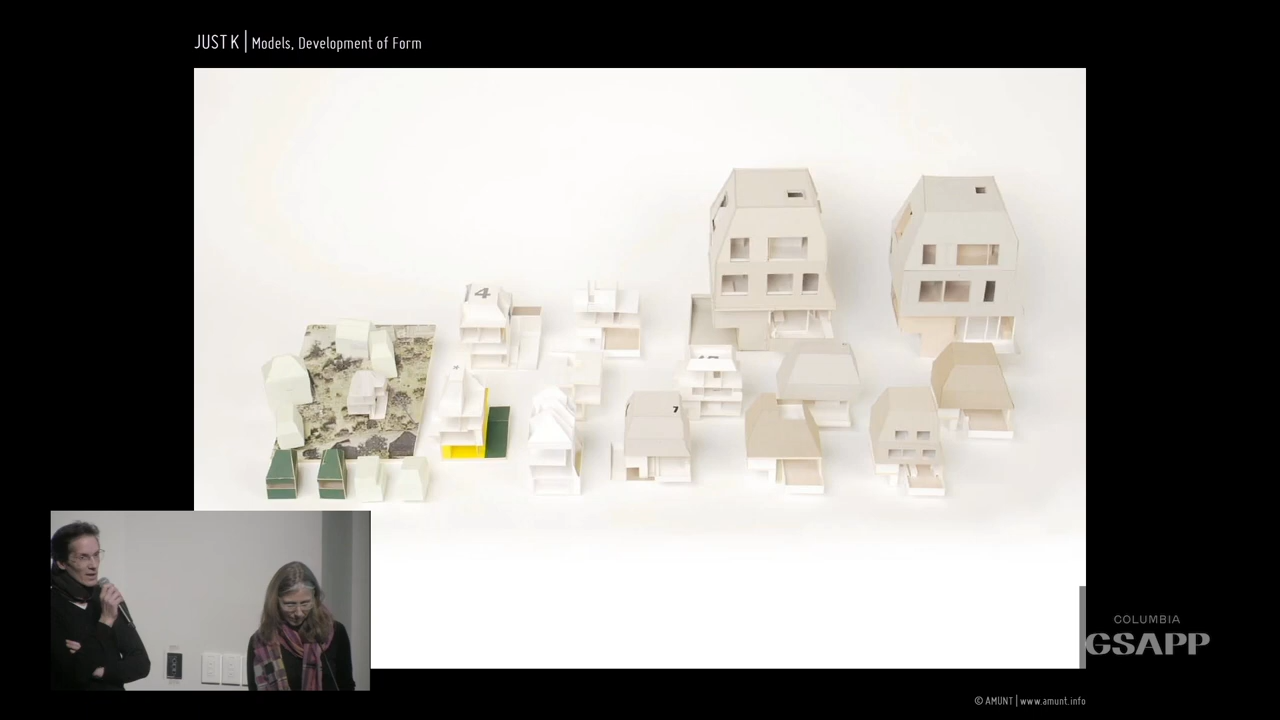 JUST K | Models, Development of Form
4
7
COLUMBIA
GSAPP
© AMUNT | www.amunt.info